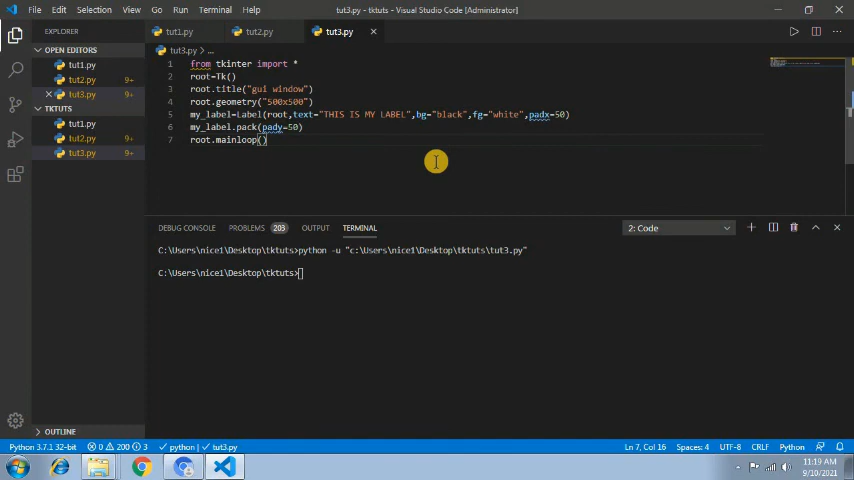 File Edit Selection View Go Run Terminal Help tut3.py - tktuts - Visual Studio Code [Administrator]
EXPLORER ...
tut1.py tut2.py tut3.py
OPEN EDITORS
tut1.py
tut2.py 9+
tut3.py 9+
TKTUTS
tut1.py
tut2.py 9+
tut3.py 9+
OUTLINE
tut3.py > ...
1 from tkinter import *
2 root=Tk()
3 root.title("gui window")
4 root.geometry("500x500")
5 my_label=Label(root,text="THIS IS MY LABEL",bg="black",fg="white",padx=50)
6 my_label.pack(pady=50)
7 root.mainloop()
DEBUG CONSOLE PROBLEMS 203 OUTPUT TERMINAL 2: Code
C:\Users\nice1\Desktop\tktuts>python -u "c:\Users\nice1\Desktop\tktuts\tut3.py"
C:\Users\nice1\Desktop\tktuts>
Python 3.7.1 32-bit 0 200 3 python tut3.py Ln 7, Col 16 Spaces: 4 UTF-8 CRLF Python
11:19 AM
9/10/2021